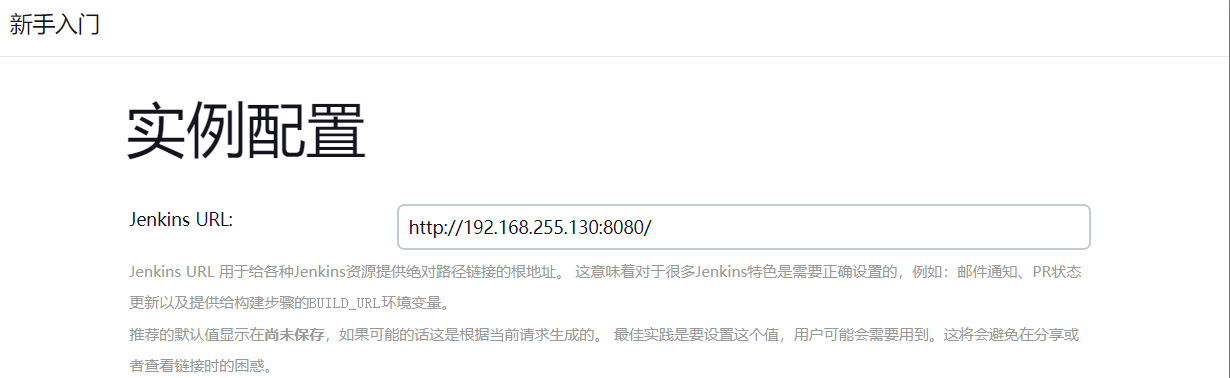 新手入门
实例配置
Jenkins URL:
http://192.168.255.130:8080/
Jenkins URL 用于给各种Jenkins资源提供绝对路径链接的根地址。 这意味着对于很多Jenkins特色是需要正确设置的，例如：邮件通知、PR状态
更新以及提供给构建步骤的BUILD_URL环境变量。
推荐的默认值显示在尚未保存，如果可能的话这是根据当前请求生成的。 最佳实践是要设置这个值，用户可能会需要用到。这将会避免在分享或
者查看链接时的困惑。